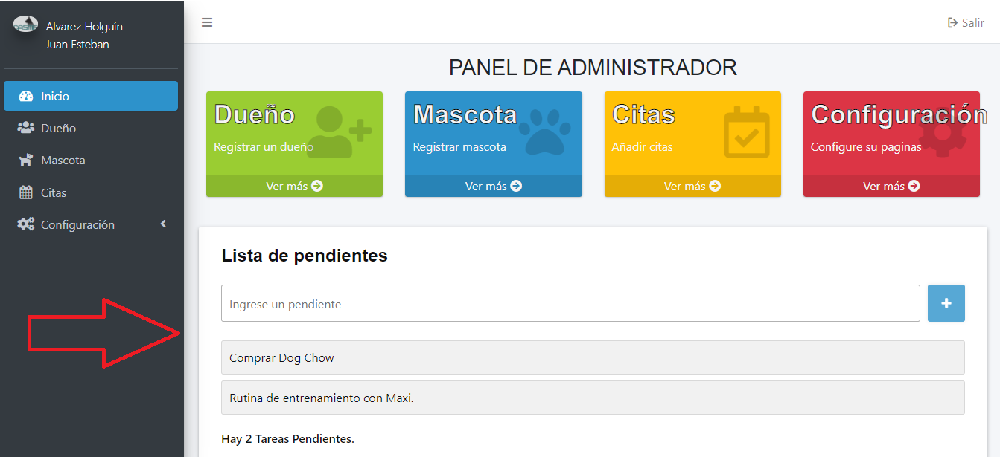 Alvarez Holguín
Juan Esteban
Salir
Inicio
Dueño
Mascota
Citas
Configuración
PANEL DE ADMINISTRADOR
Dueño
Registrar un dueño
Ver más
Mascota
Registrar mascota
Ver más
Citas
Añadir citas
Ver más
Configuración
Configure su paginas
Ver más
Lista de pendientes
Ingrese un pendiente
Comprar Dog Chow
Rutina de entrenamiento con Maxi.
Hay 2 Tareas Pendientes.